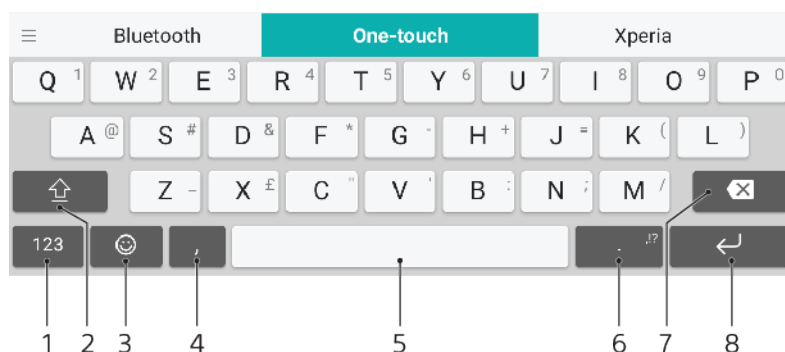 Bluetooth One-touch Xperia
Q 1 W 2 E 3 R 4 T 5 Y 6 U 7 I 8 O 9 P 0
A @ S # D & F * G - H + J = K ( L )
Z _ X £ C " V ' B : N ; M /
123 , . ,!?
1 2 3 4 5 6 7 8